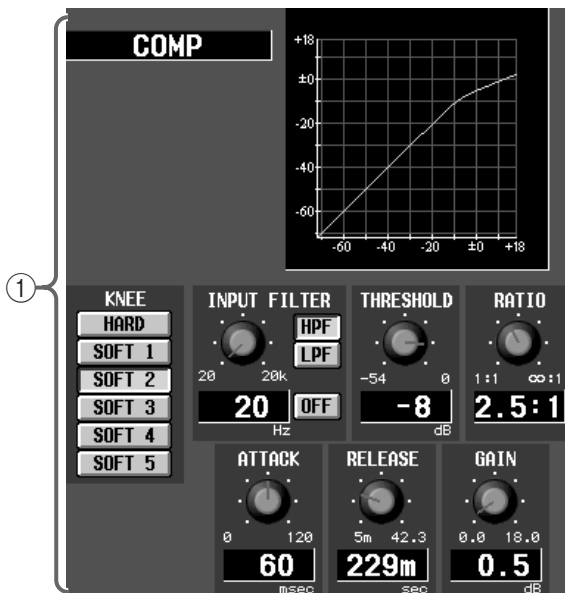 ①
COMP
+18
±0
-20
-40
-60
-60 -40 -20 ±0 +18
KNEE
HARD
SOFT 1
SOFT 2
SOFT 3
SOFT 4
SOFT 5
INPUT FILTER
HPF
LPF
20 20k
20 OFF
Hz
THRESHOLD
-54 0
-8
dB
RATIO
1:1 ∞:1
2.5:1
ATTACK
0 120
60
msec
RELEASE
5m 42.3
229m
sec
GAIN
0.0 18.0
0.5
dB